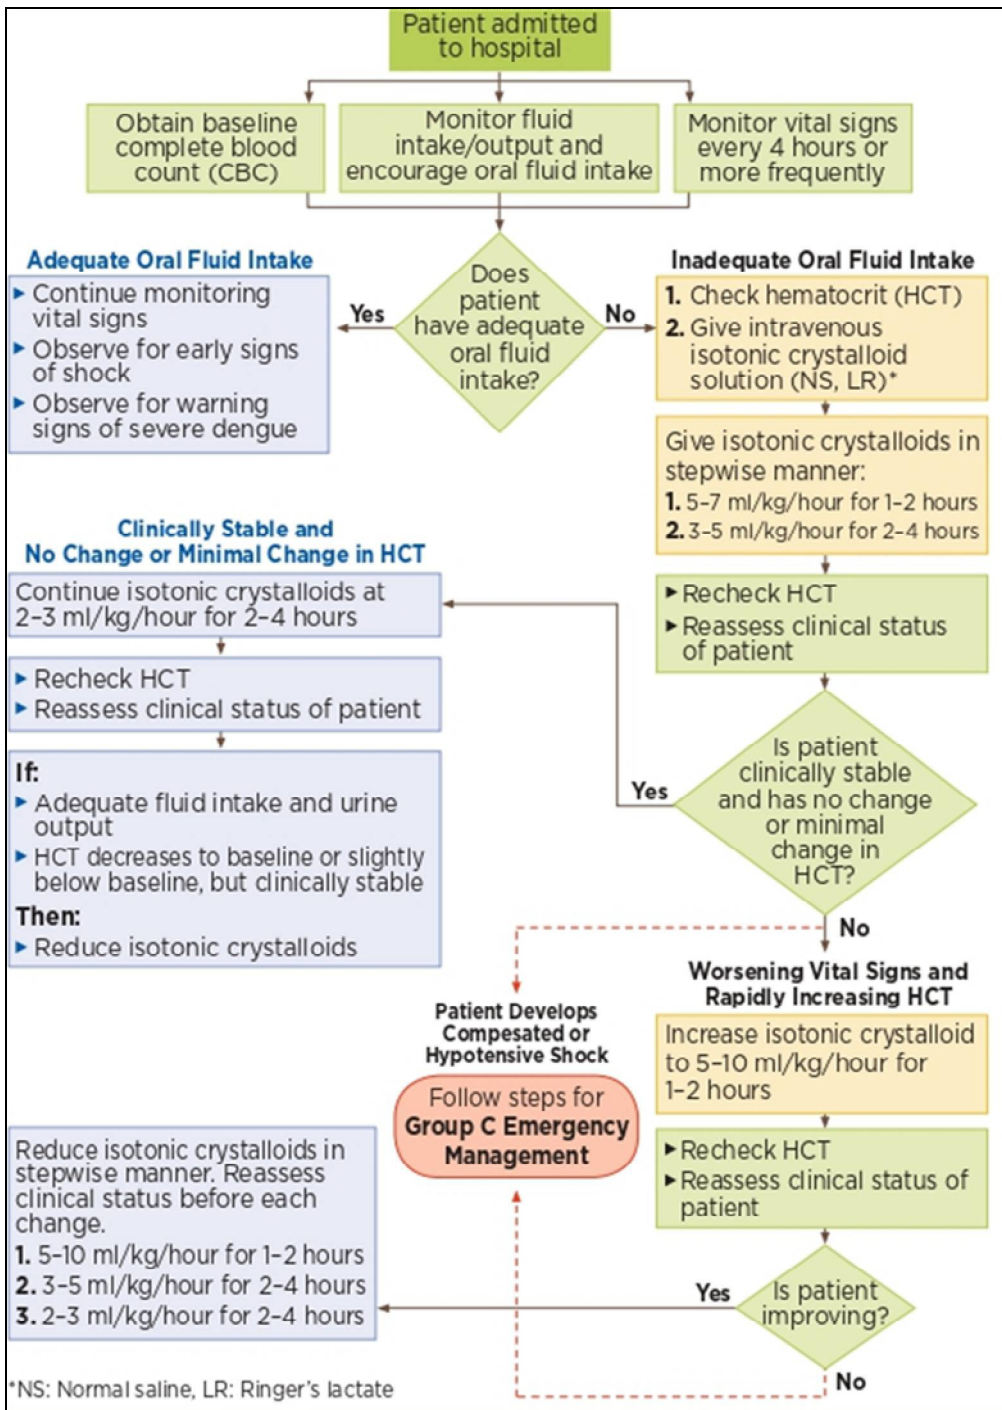 Patient admitted
to hospital
Obtain baseline
complete blood
count (CBC)
Monitor fluid
intake/output and
encourage oral fluid intake
Monitor vital signs
every 4 hours or
more frequently
Does
patient
have adequate
oral fluid
intake?
Yes
No
Adequate Oral Fluid Intake
▶ Continue monitoring
vital signs
▶ Observe for early signs
of shock
▶ Observe for warning
signs of severe dengue
Inadequate Oral Fluid Intake
1. Check hematocrit (HCT)
2. Give intravenous
isotonic crystalloid
solution (NS, LR)*
Give isotonic crystalloids in
stepwise manner:
1. 5–7 ml/kg/hour for 1–2 hours
2. 3–5 ml/kg/hour for 2–4 hours
▶ Recheck HCT
▶ Reassess clinical status
of patient
Is patient
clinically stable
and has no change
or minimal
change in
HCT?
Yes
No
Clinically Stable and
No Change or Minimal Change in HCT
Continue isotonic crystalloids at
2–3 ml/kg/hour for 2–4 hours
▶ Recheck HCT
▶ Reassess clinical status of patient
If:
▶ Adequate fluid intake and urine
output
▶ HCT decreases to baseline or slightly
below baseline, but clinically stable
Then:
▶ Reduce isotonic crystalloids
Patient Develops
Compesated or
Hypotensive Shock
Follow steps for
Group C Emergency
Management
Worsening Vital Signs and
Rapidly Increasing HCT
Increase isotonic crystalloid
to 5–10 ml/kg/hour for
1–2 hours
▶ Recheck HCT
▶ Reassess clinical status of
patient
Is patient
improving?
Yes
No
Reduce isotonic crystalloids in
stepwise manner. Reassess
clinical status before each
change.
1. 5–10 ml/kg/hour for 1–2 hours
2. 3–5 ml/kg/hour for 2–4 hours
3. 2–3 ml/kg/hour for 2–4 hours
*NS: Normal saline, LR: Ringer's lactate